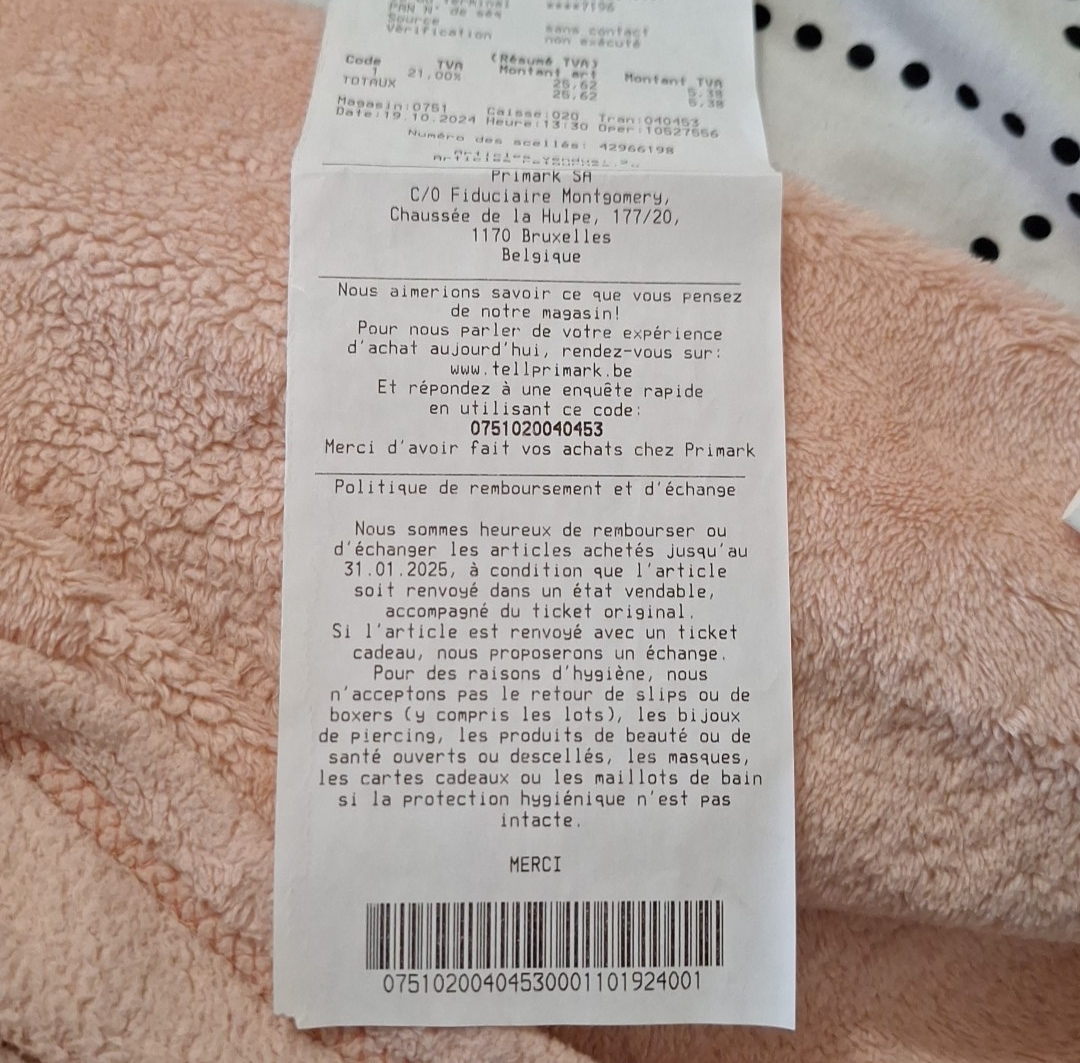 PAN N° de séq ****7196
Source sans contact
Vérification non exécuté
(Résumé TVA)
Code TVA Montant art Montant TVA
1 21,00% 25,62 5,38
TOTAUX 25,62 5,38
Magasin:0751 Caisse:020 Tran:040453
Date:19.10.2024 Heure:13:30 Oper:10527556
Numéro des scellés: 42966198
Primark SA
C/O Fiduciaire Montgomery,
Chaussée de la Hulpe, 177/20,
1170 Bruxelles
Belgique
Nous aimerions savoir ce que vous pensez
de notre magasin!
Pour nous parler de votre expérience
d'achat aujourd'hui, rendez-vous sur:
www.tellprimark.be
Et répondez à une enquête rapide
en utilisant ce code:
0751020040453
Merci d'avoir fait vos achats chez Primark
Politique de remboursement et d'échange
Nous sommes heureux de rembourser ou
d'échanger les articles achetés jusqu'au
31.01.2025, à condition que l'article
soit renvoyé dans un état vendable,
accompagné du ticket original.
Si l'article est renvoyé avec un ticket
cadeau, nous proposerons un échange.
Pour des raisons d'hygiène, nous
n'acceptons pas le retour de slips ou de
boxers (y compris les lots), les bijoux
de piercing, les produits de beauté ou de
santé ouverts ou descellés, les masques,
les cartes cadeaux ou les maillots de bain
si la protection hygiénique n'est pas
intacte.
MERCI
07510200404530001101924001